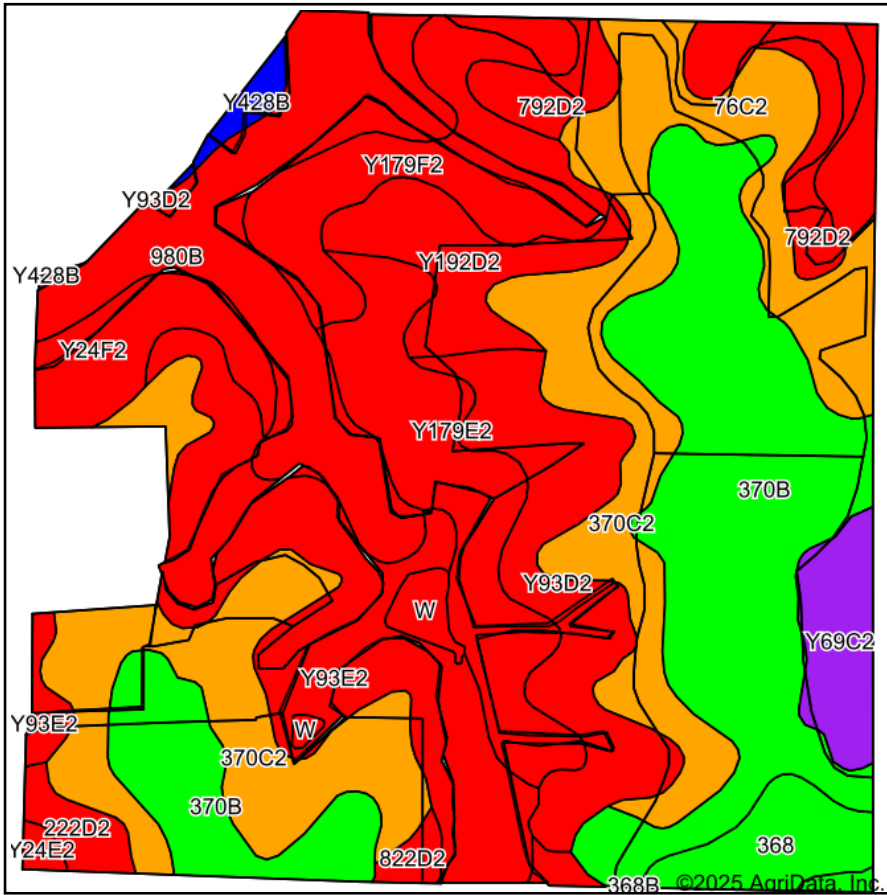 Y428B
792D2
76C2
Y179F2
Y93D2
792D2
980B
Y192D2
Y428B
Y24F2
Y179E2
370B
370C2
Y93D2
W
Y69C2
Y93E2
Y93E2
W
370C2
370B
222D2
368
Y24E2
822D2
368B
©2025 AgriData, Inc.